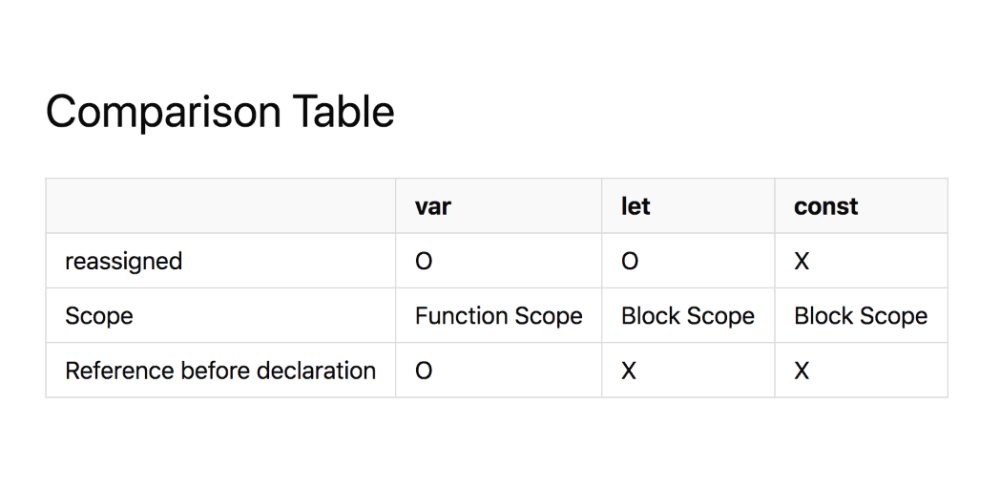 Comparison Table
var let const
reassigned O O X
Scope Function Scope Block Scope Block Scope
Reference before declaration O X X